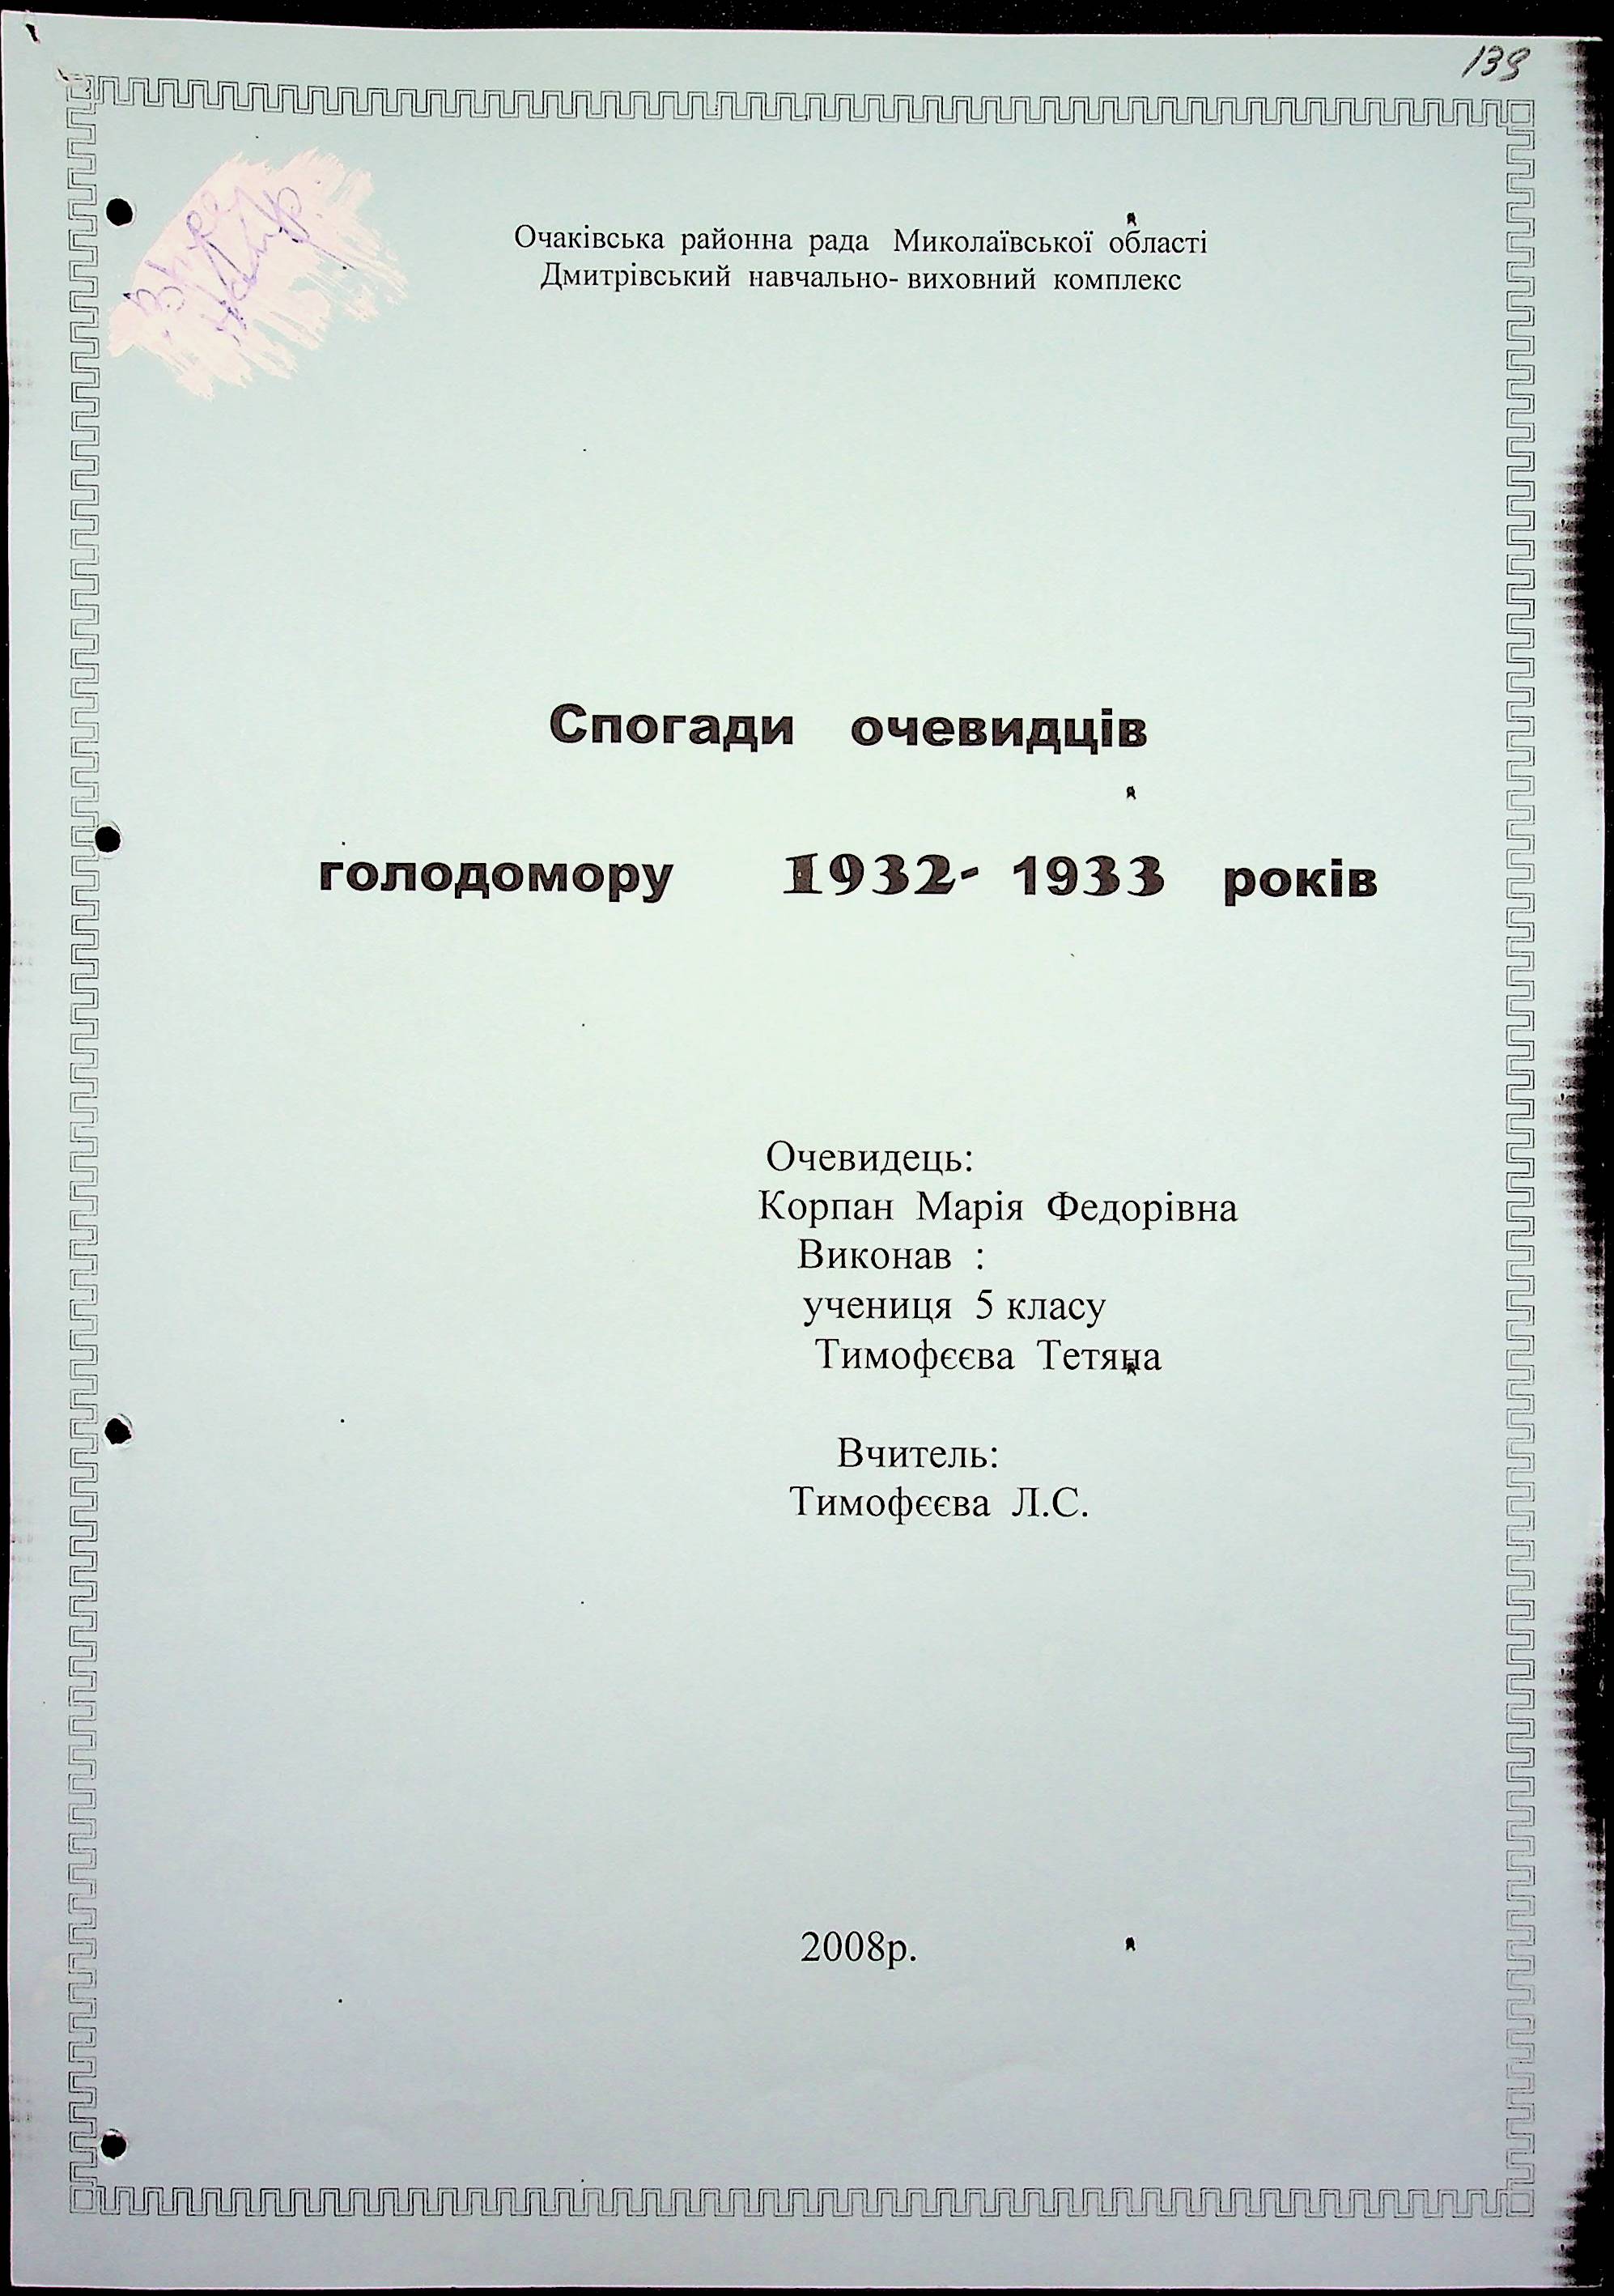 139
Очаківська районна рада Миколаївської області
Дмитрівський навчально- виховний комплекс
Спогади очевидців
голодомору 1932- 1933 років
Очевидець:
Корпан Марія Федорівна
Виконав :
учениця 5 класу
Тимофєєва Тетяна
Вчитель:
Тимофєєва Л.С.
2008р.